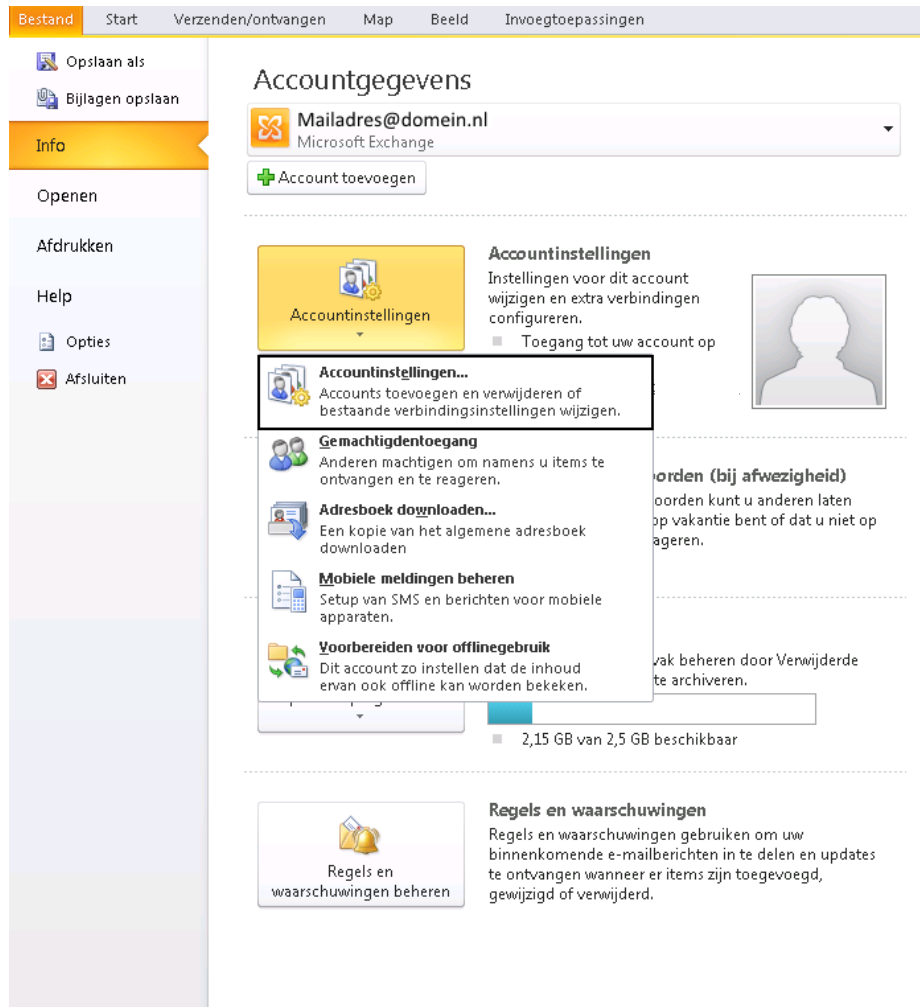 Bestand Start Verzenden/ontvangen Map Beeld Invoegtoepassingen
Opslaan als
Bijlagen opslaan
Info
Openen
Afdrukken
Help
Opties
Afsluiten
Accountgegevens
Mailadres@domein.nl
Microsoft Exchange
Account toevoegen
Accountinstellingen
Accountinstellingen
Instellingen voor dit account
wijzigen en extra verbindingen
configureren.
Toegang tot uw account op
Accountinstellingen...
Accounts toevoegen en verwijderen of
bestaande verbindingsinstellingen wijzigen.
Gemachtigdentoegang
Anderen machtigen om namens u items te
ontvangen en te reageren.
Adresboek downloaden...
Een kopie van het algemene adresboek
downloaden
Mobiele meldingen beheren
Setup van SMS en berichten voor mobiele
apparaten.
Voorbereiden voor offlinegebruik
Dit account zo instellen dat de inhoud
ervan ook offline kan worden bekeken.
(bij afwezigheid)
kunt u anderen laten
vakantie bent of dat u niet op
beheren door Verwijderde
te archiveren.
2,15 GB van 2,5 GB beschikbaar
Regels en
waarschuwingen beheren
Regels en waarschuwingen
Regels en waarschuwingen gebruiken om uw
binnenkomende e-mailberichten in te delen en updates
te ontvangen wanneer er items zijn toegevoegd,
gewijzigd of verwijderd.